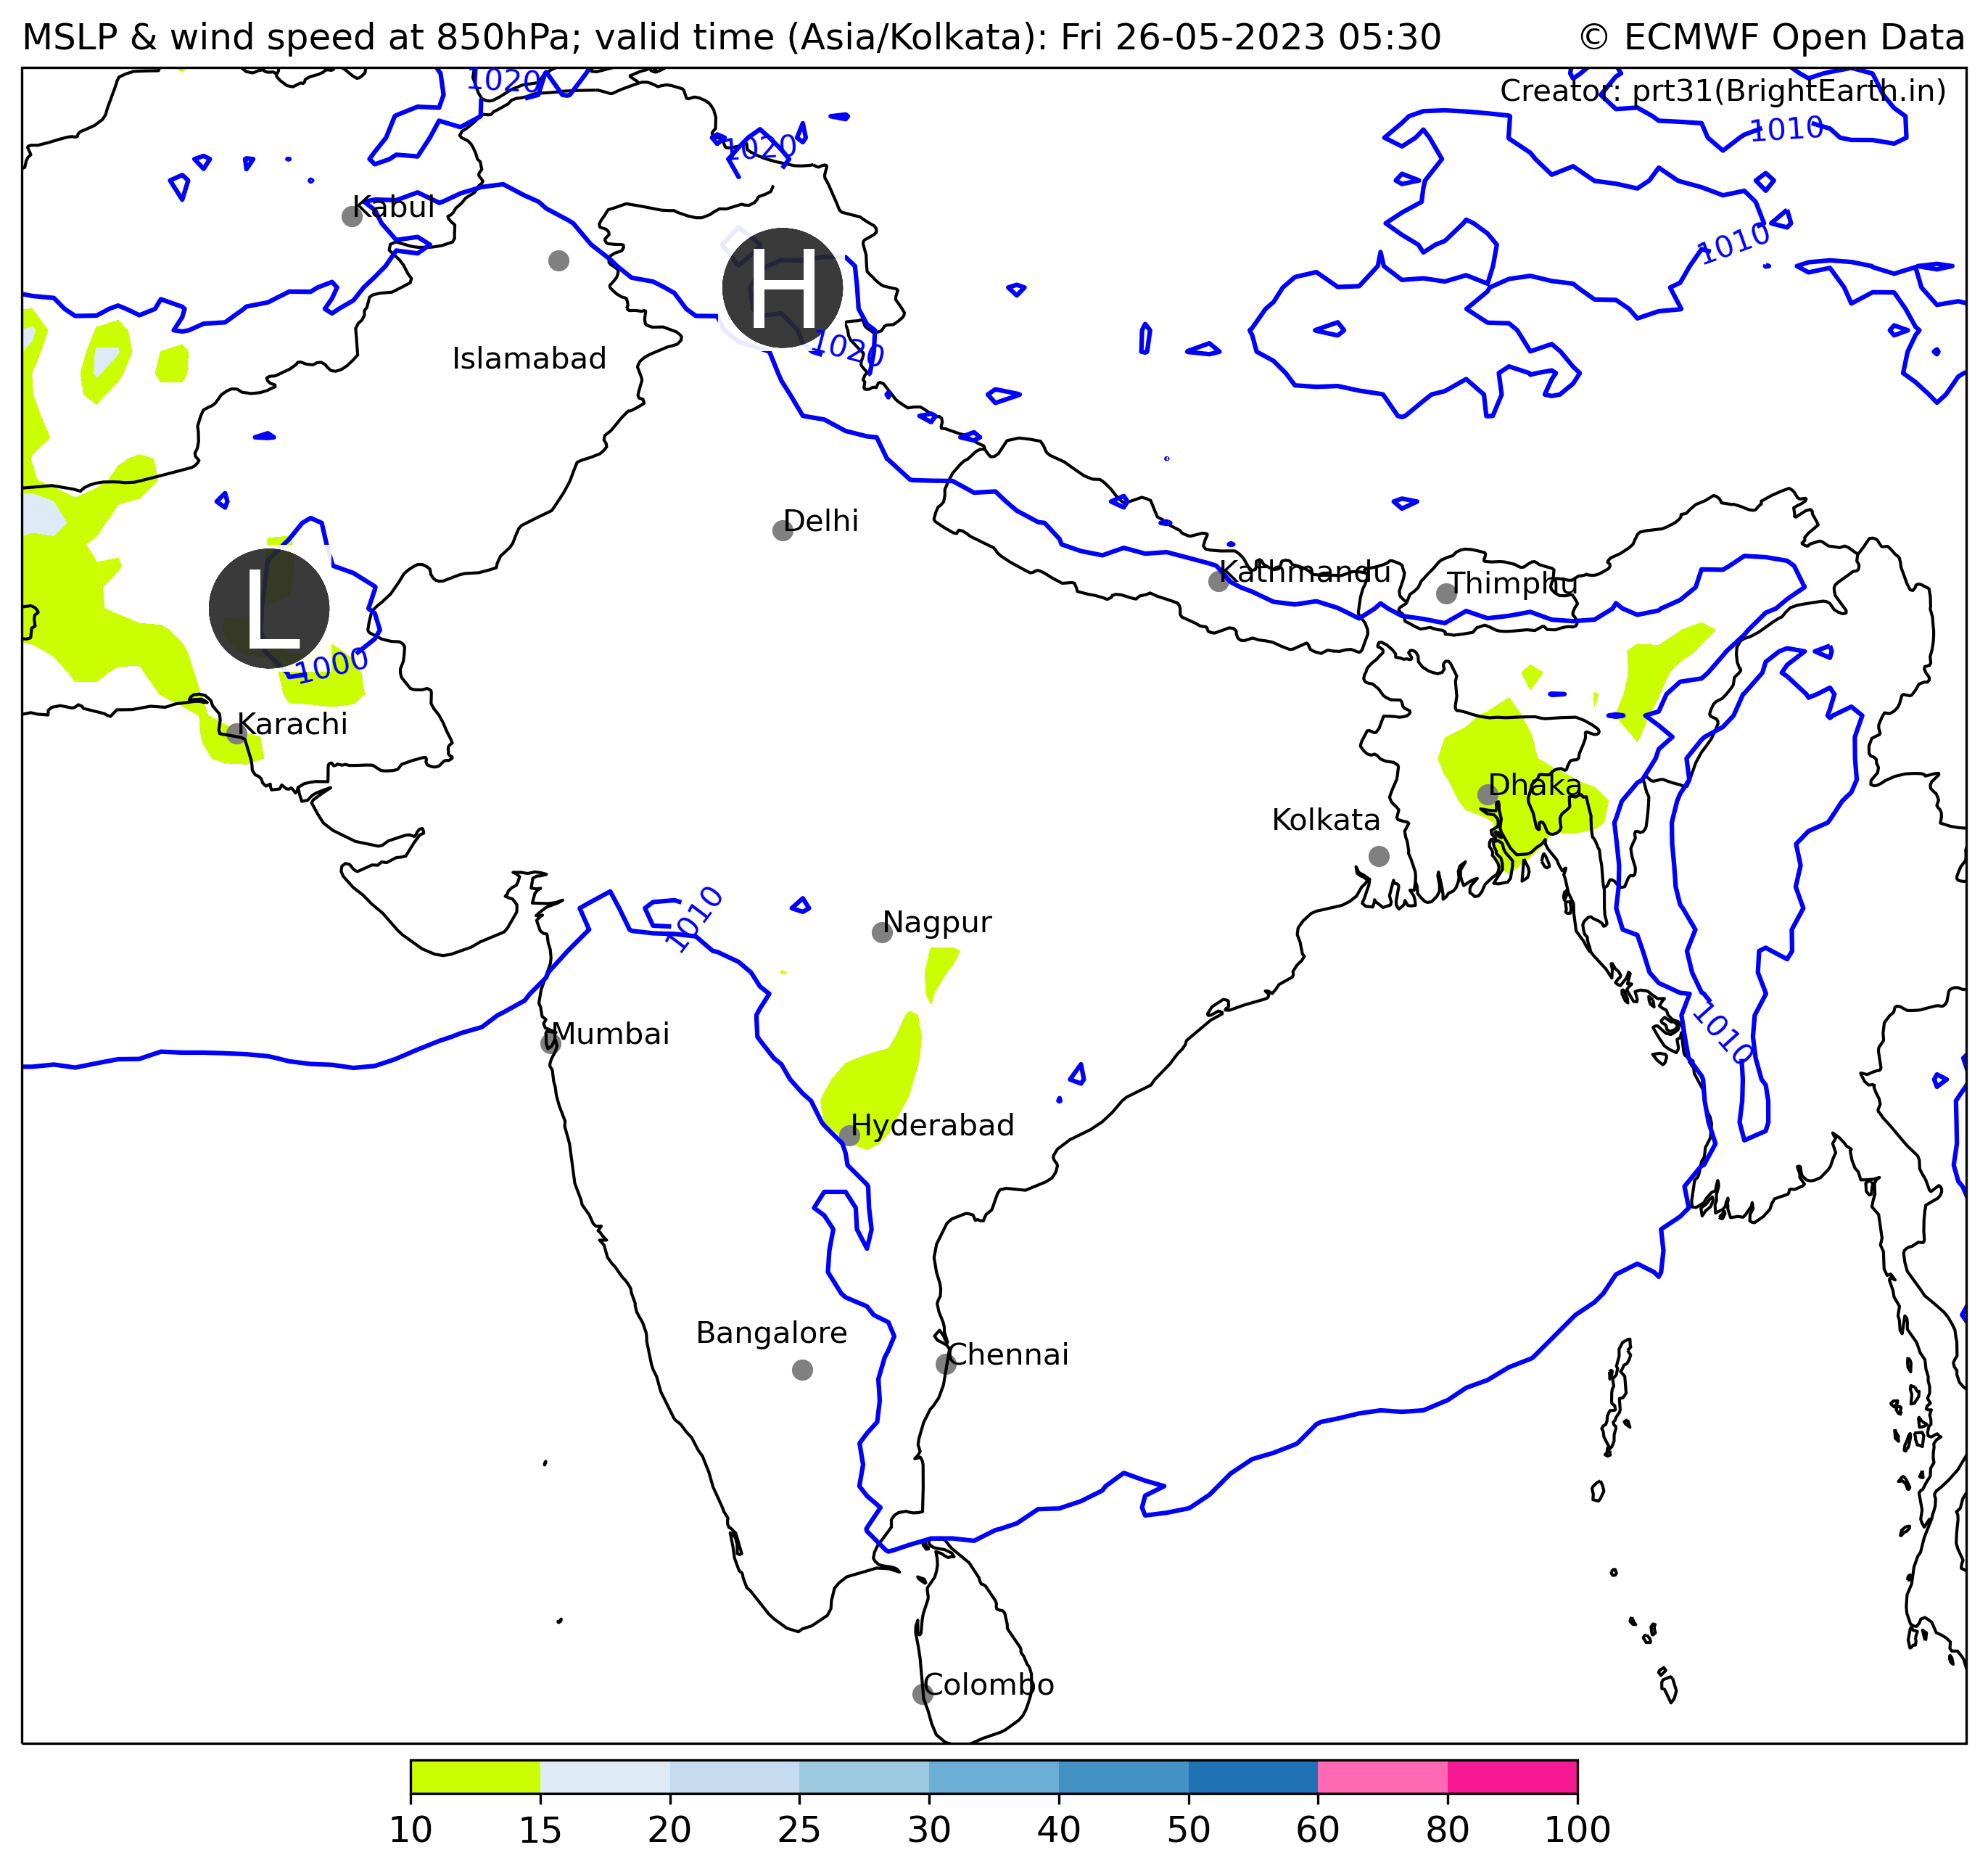 MSLP & wind speed at 850hPa; valid time (Asia/Kolkata): Fri 26-05-2023 05:30
© ECMWF Open Data
Creator: prt31(BrightEarth.in)
1020
1010
1020
Kabul
1010
H
1020
Islamabad
Delhi
Kathmandu
Thimphu
L
1000
Karachi
Dhaka
Kolkata
1010
Nagpur
Mumbai
1010
Hyderabad
Bangalore
Chennai
Colombo
10 15 20 25 30 40 50 60 80 100